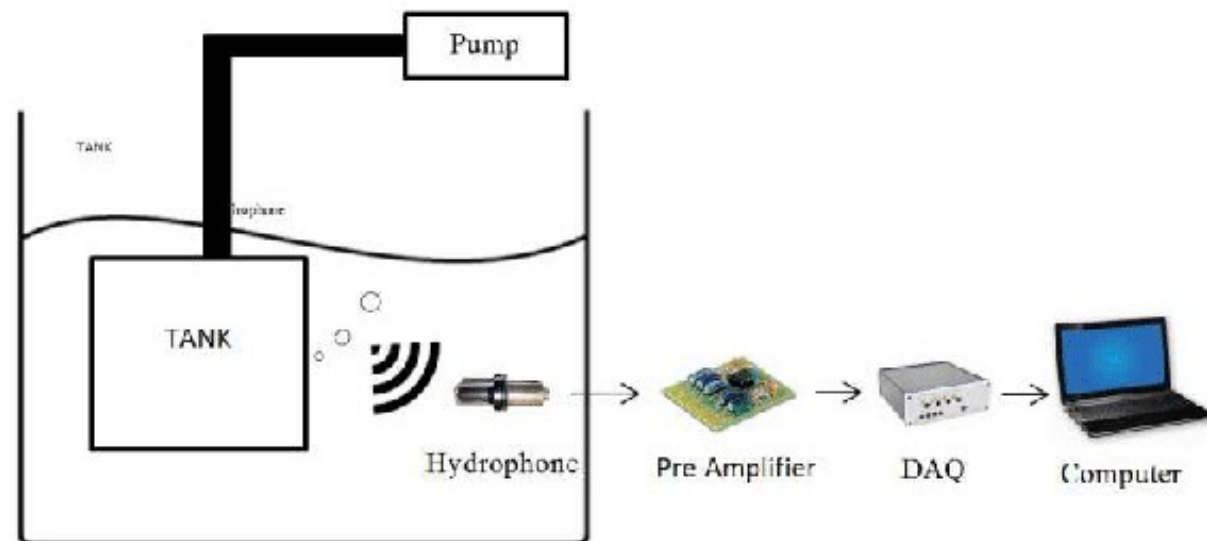 Pump
TANK
TANK
Hydrophone
Pre Amplifier
DAQ
Computer